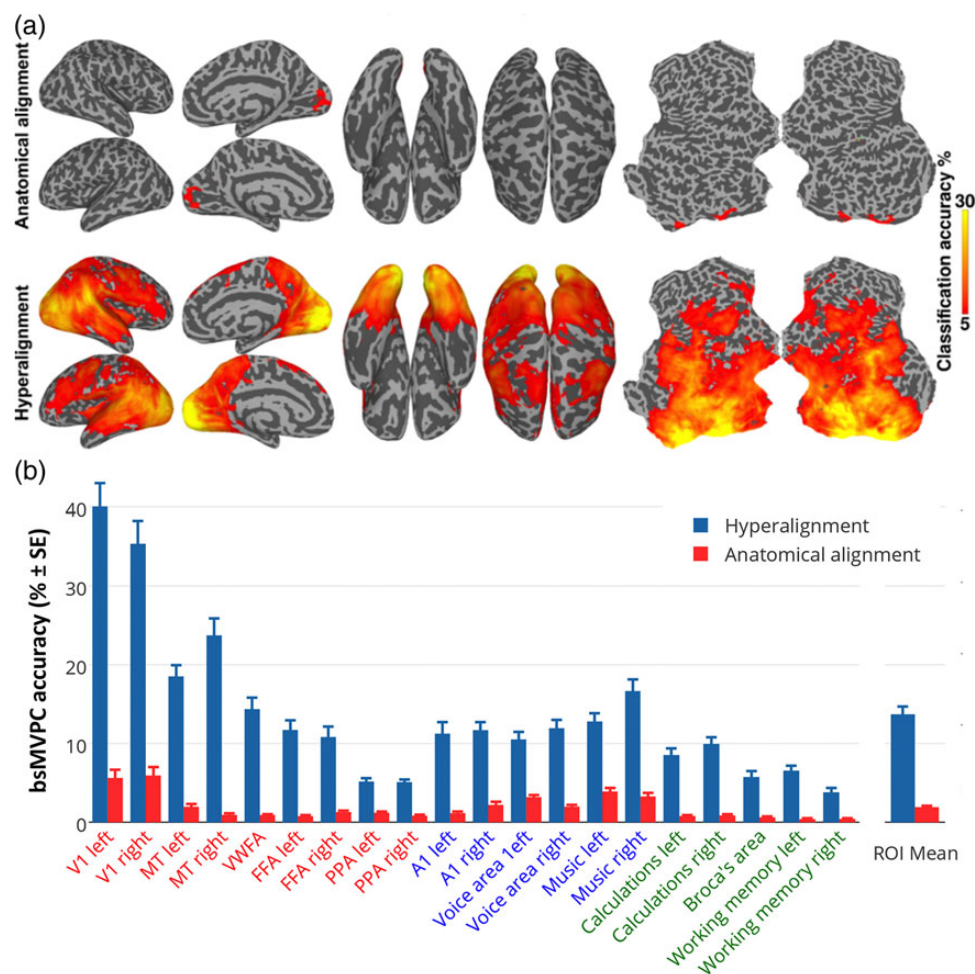 (a)
Anatomical alignment
Hyperalignment
Classification accuracy %
30
5
(b)
bsMVPC accuracy (% ± SE)
40
30
20
10
0
Hyperalignment
Anatomical alignment
V1 left
V1 right
MT left
MT right
VWFA
FFA left
FFA right
PPA left
PPA right
A1 left
A1 right
Voice area 1eft
Voice area right
Music left
Music right
Calculations left
Calculations right
Broca's area
Working memory left
Working memory right
ROI Mean